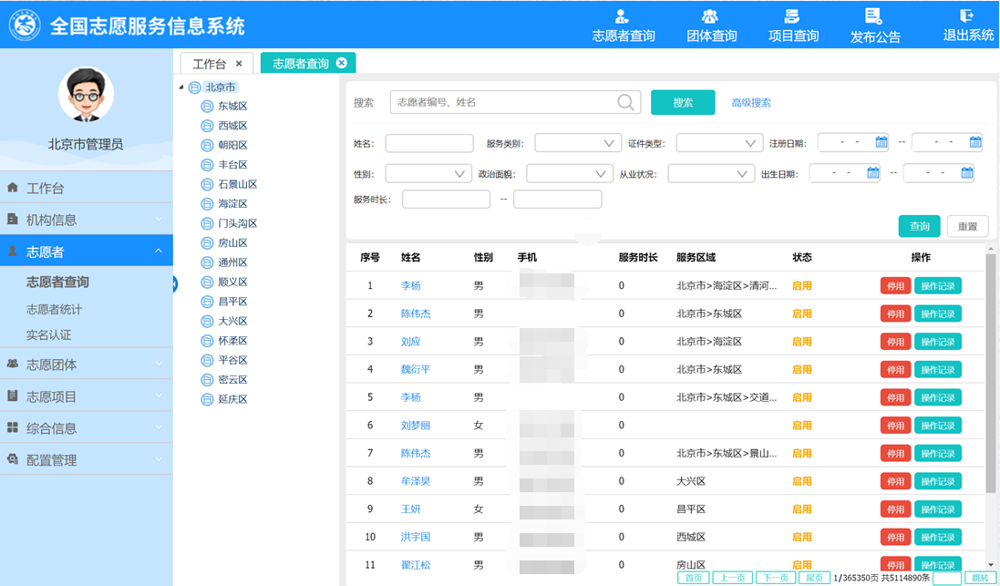 全国志愿服务信息系统
志愿者查询 团体查询 项目查询 发布公告 退出系统
北京市管理员
工作台
机构信息
志愿者
志愿者查询
志愿者统计
实名认证
志愿团体
志愿项目
综合信息
配置管理
工作台 × 志愿者查询
北京市
东城区
西城区
朝阳区
丰台区
石景山区
海淀区
门头沟区
房山区
通州区
顺义区
昌平区
大兴区
怀柔区
平谷区
密云区
延庆区
搜索 志愿者编号、姓名 搜索 高级搜索
姓名： 服务类别： 证件类型： 注册日期： - - -- - -
性别： 政治面貌： 从业状况： 出生日期： - - -- - -
服务时长： --
查询 重置
序号 姓名 性别 手机 服务时长 服务区域 状态 操作
1 李杨 男 0 北京市>海淀区>清河... 启用 停用 操作记录
2 陈伟杰 男 0 北京市>东城区 启用 停用 操作记录
3 刘应 男 0 北京市>海淀区 启用 停用 操作记录
4 魏衍平 男 0 北京市>东城区 启用 停用 操作记录
5 李杨 男 0 北京市>东城区>交道... 启用 停用 操作记录
6 刘梦丽 女 0 启用 停用 操作记录
7 陈伟杰 男 0 北京市>东城区>景山... 启用 停用 操作记录
8 牟泽昊 男 0 大兴区 启用 停用 操作记录
9 王妍 女 0 昌平区 启用 停用 操作记录
10 洪宇国 男 0 西城区 启用 停用 操作记录
11 翟江松 男 0 房山区 启用 停用 操作记录
首页 上一页 下一页 尾页 1/365350页 共5114890条 跳转